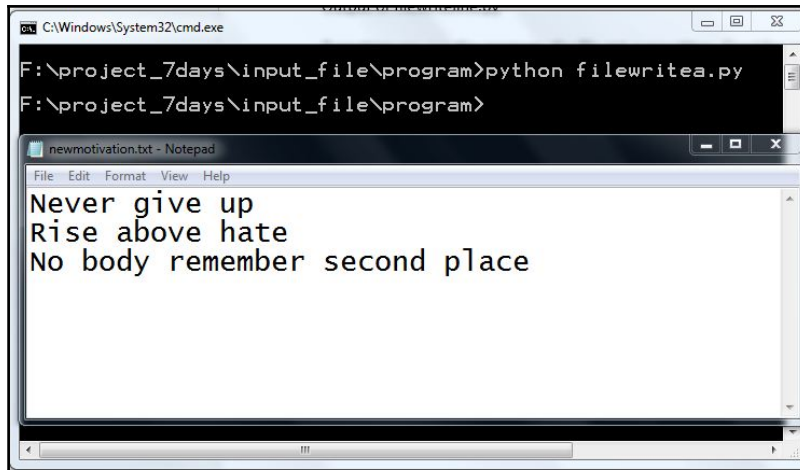 C:\Windows\System32\cmd.exe
F:\project_7days\input_file\program>python filewritea.py
F:\project_7days\input_file\program>
newmotivation.txt - Notepad
File Edit Format View Help
Never give up
Rise above hate
No body remember second place